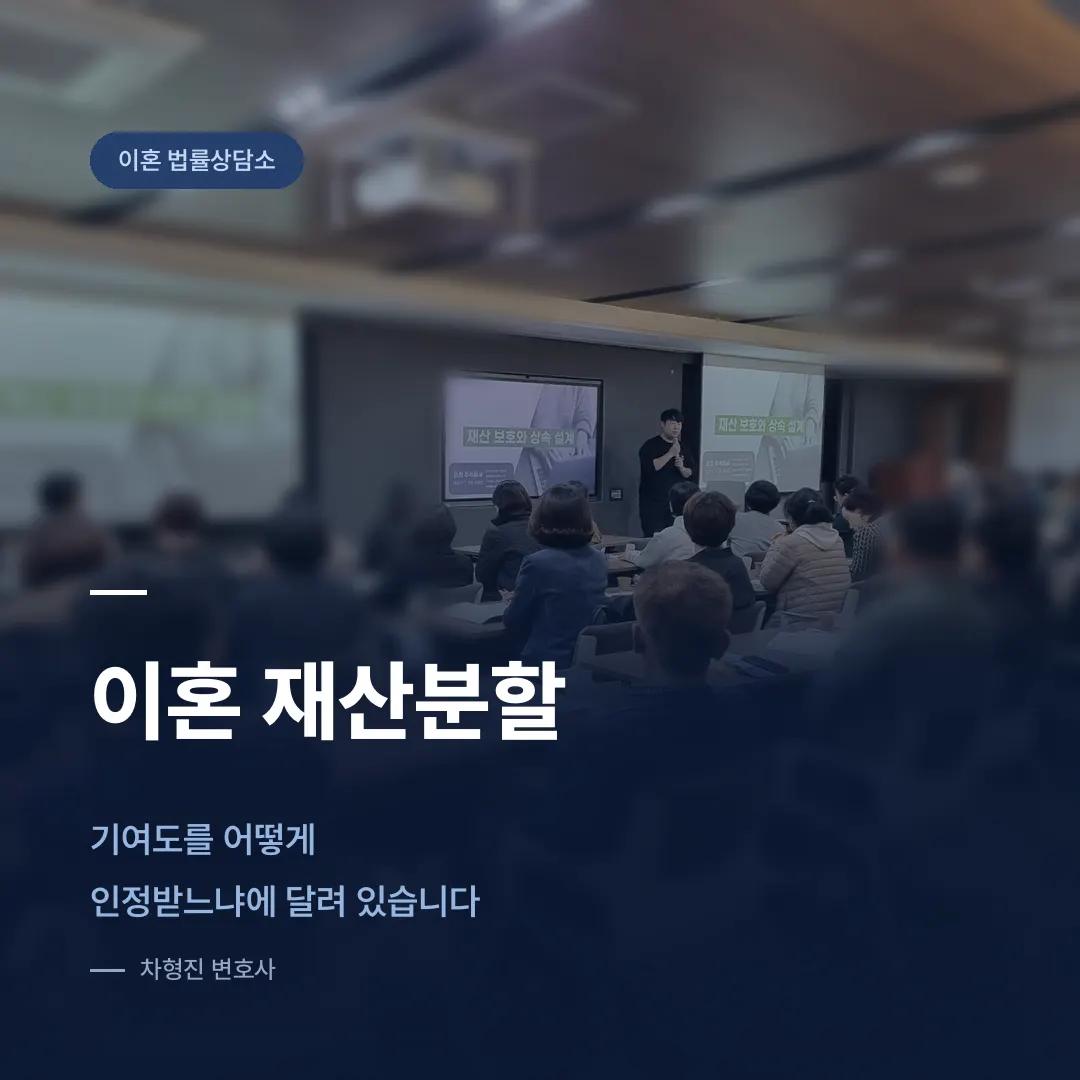 이혼 법률상담소
재산 보호와 상속 설계
재산 보호와 상속 설계
이혼 재산분할
기여도를 어떻게
인정받느냐에 달려 있습니다
차형진 변호사